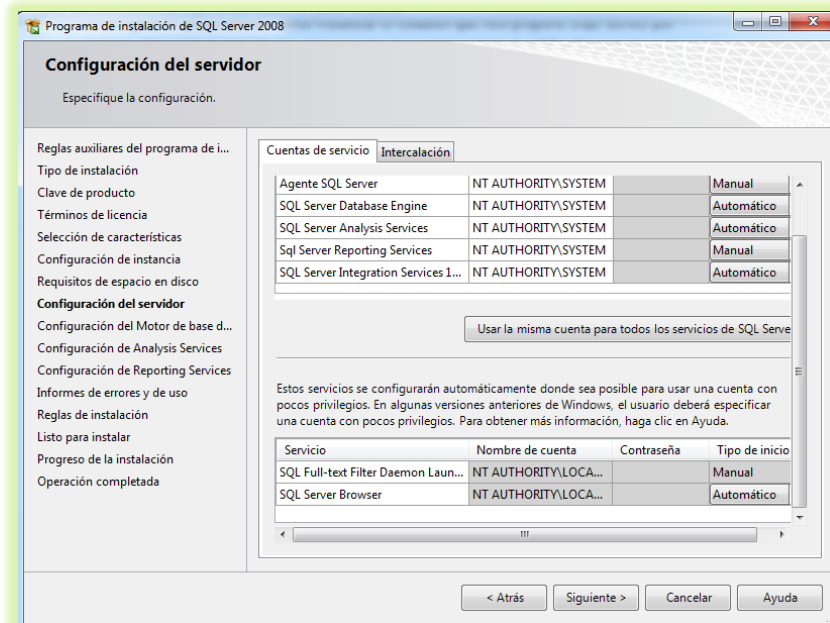 Programa de instalación de SQL Server 2008
Configuración del servidor
Especifique la configuración.
Reglas auxiliares del programa de i...
Tipo de instalación
Clave de producto
Términos de licencia
Selección de características
Configuración de instancia
Requisitos de espacio en disco
Configuración del servidor
Configuración del Motor de base d...
Configuración de Analysis Services
Configuración de Reporting Services
Informes de errores y de uso
Reglas de instalación
Listo para instalar
Progreso de la instalación
Operación completada
Cuentas de servicio Intercalación
Agente SQL Server NT AUTHORITY\SYSTEM Manual
SQL Server Database Engine NT AUTHORITY\SYSTEM Automático
SQL Server Analysis Services NT AUTHORITY\SYSTEM Automático
Sql Server Reporting Services NT AUTHORITY\SYSTEM Manual
SQL Server Integration Services 1... NT AUTHORITY\SYSTEM Automático
Usar la misma cuenta para todos los servicios de SQL Serve
Estos servicios se configurarán automáticamente donde sea posible para usar una cuenta con
pocos privilegios. En algunas versiones anteriores de Windows, el usuario deberá especificar
una cuenta con pocos privilegios. Para obtener más información, haga clic en Ayuda.
Servicio Nombre de cuenta Contraseña Tipo de inicio
SQL Full-text Filter Daemon Laun... NT AUTHORITY\LOCA... Manual
SQL Server Browser NT AUTHORITY\LOCA... Automático
< Atrás Siguiente > Cancelar Ayuda